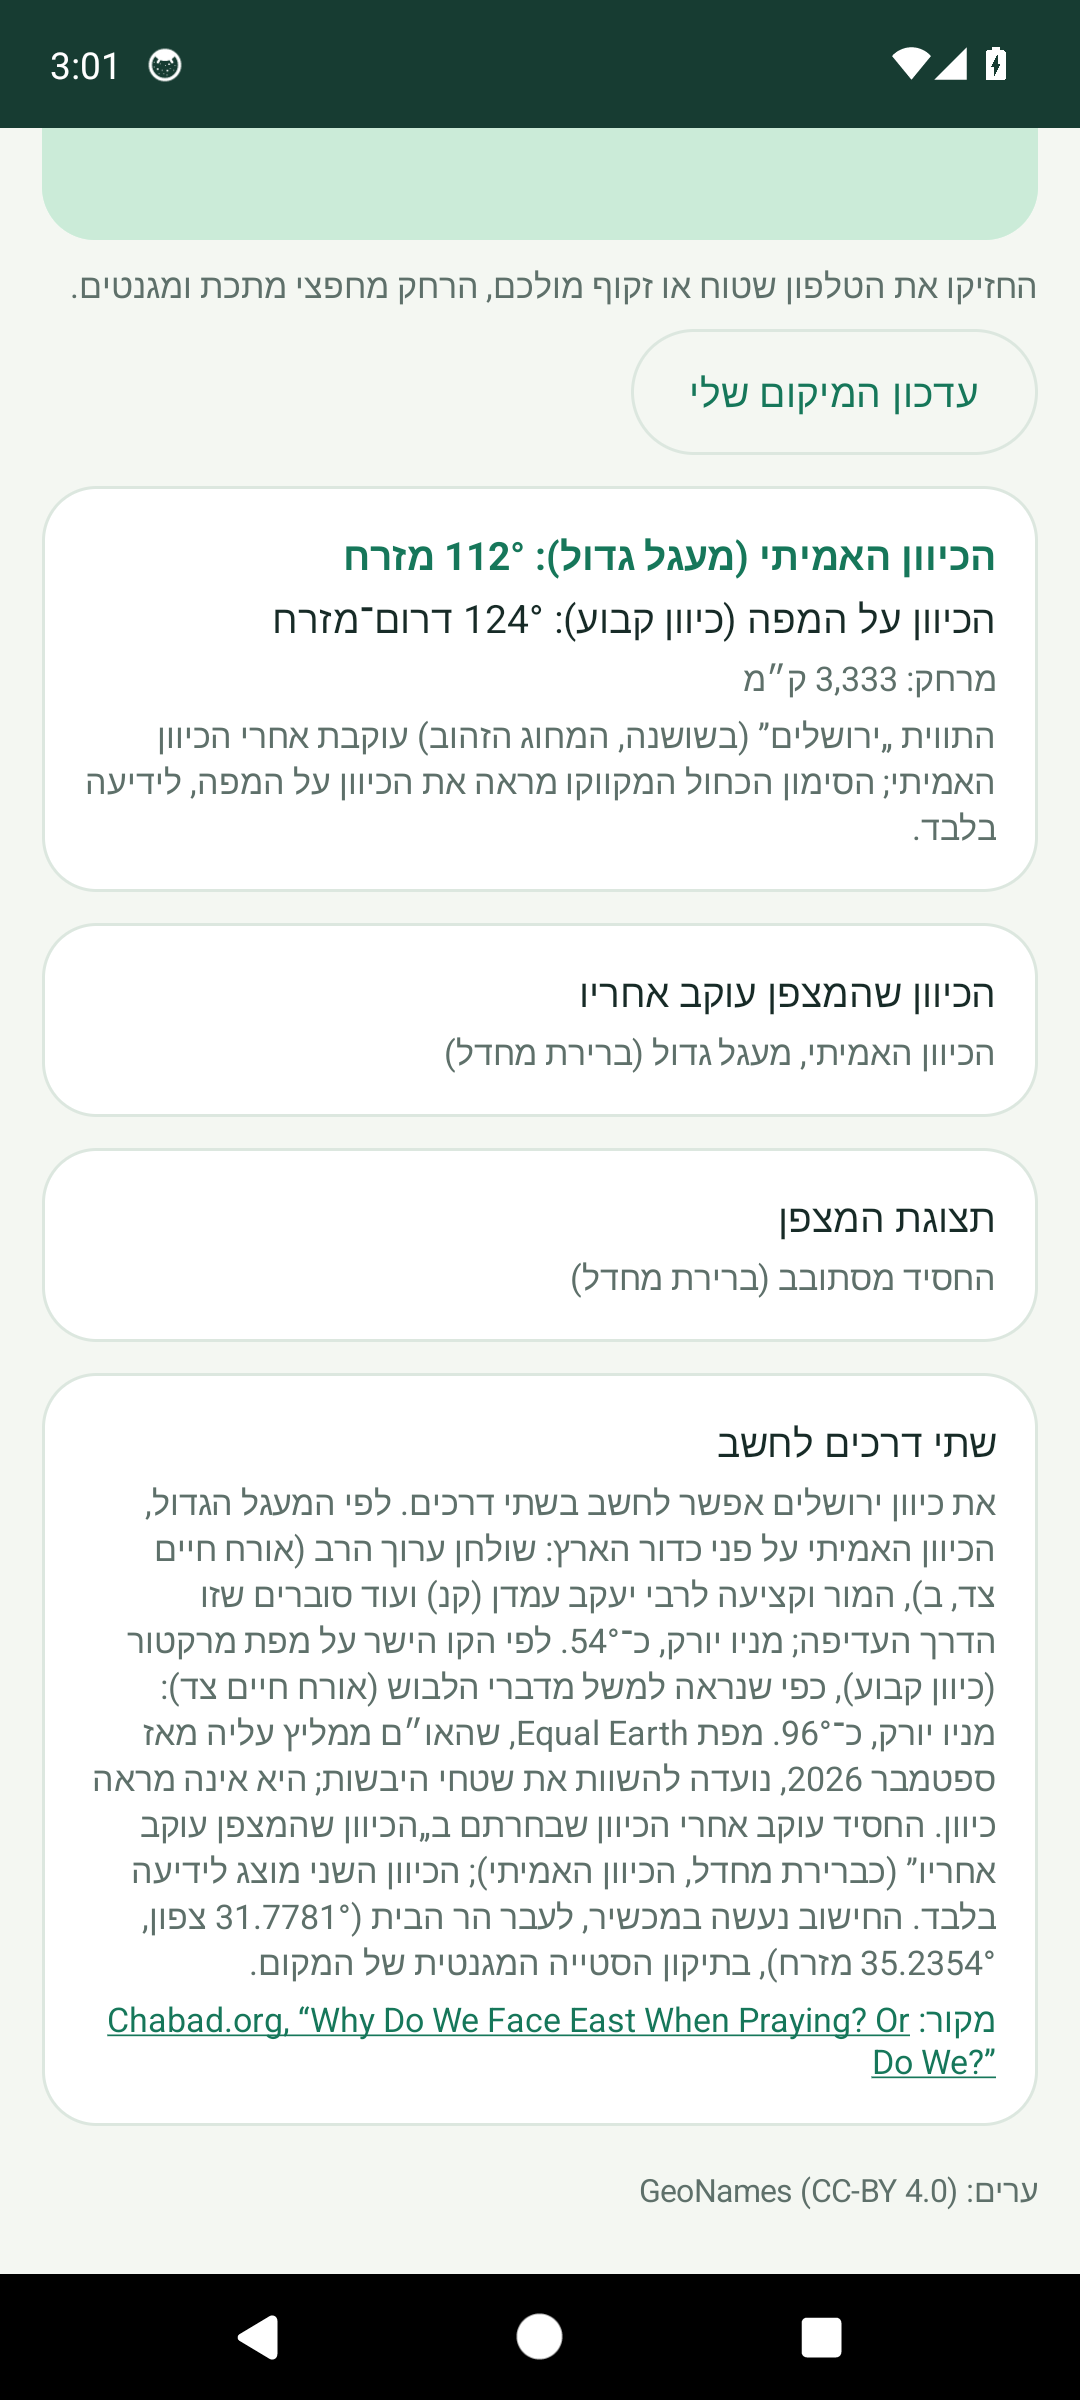 3:01
החזיקו את הטלפון שטוח או זקוף מולכם, הרחק מחפצי מתכת ומגנטים.
עדכון המיקום שלי
הכיוון האמיתי (מעגל גדול): 112° מזרח
הכיוון על המפה (כיוון קבוע): 124° דרום־מזרח
מרחק: 3,333 ק״מ
התווית „ירושלים” (בשושנה, המחוג הזהוב) עוקבת אחרי הכיוון
האמיתי; הסימון הכחול המקווקו מראה את הכיוון על המפה, לידיעה
בלבד.
הכיוון שהמצפן עוקב אחריו
הכיוון האמיתי, מעגל גדול (ברירת מחדל)
תצוגת המצפן
החסיד מסתובב (ברירת מחדל)
שתי דרכים לחשב
את כיוון ירושלים אפשר לחשב בשתי דרכים. לפי המעגל הגדול,
הכיוון האמיתי על פני כדור הארץ: שולחן ערוך הרב (אורח חיים
צד, ב), המור וקציעה לרבי יעקב עמדן (קנ) ועוד סוברים שזו
הדרך העדיפה; מניו יורק, כ־54°. לפי הקו הישר על מפת מרקטור
(כיוון קבוע), כפי שנראה למשל מדברי הלבוש (אורח חיים צד):
מניו יורק, כ־96°. מפת Equal Earth, שהאו״ם ממליץ עליה מאז
ספטמבר 2026, נועדה להשוות את שטחי היבשות; היא אינה מראה
כיוון. החסיד עוקב אחרי הכיוון שבחרתם ב„הכיוון שהמצפן עוקב
אחריו” (כברירת מחדל, הכיוון האמיתי); הכיוון השני מוצג לידיעה
בלבד. החישוב נעשה במכשיר, לעבר הר הבית (31.7781° צפון,
35.2354° מזרח), בתיקון הסטייה המגנטית של המקום.
מקור: Chabad.org, “Why Do We Face East When Praying? Or
Do We?”
ערים: GeoNames (CC-BY 4.0)